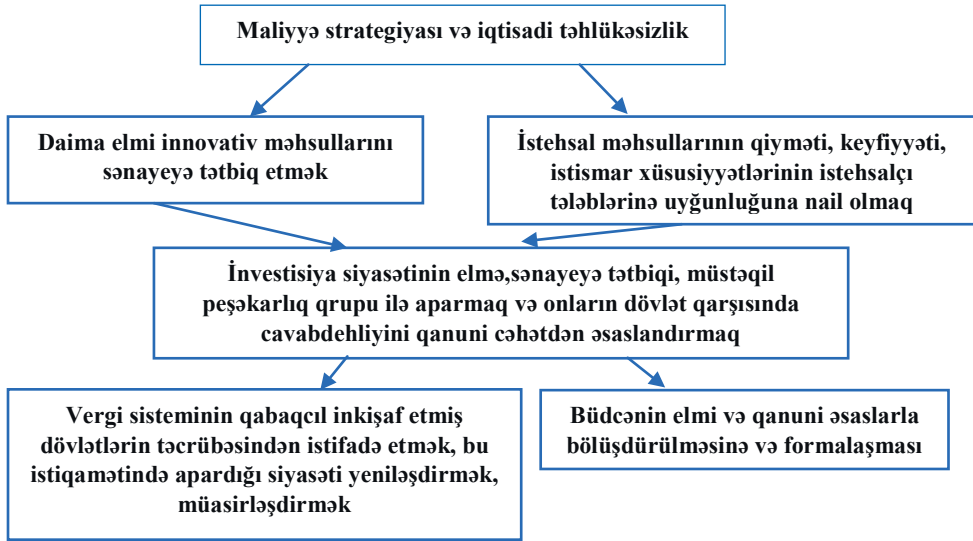 Maliyyə strategiyası və iqtisadi təhlükəsizlik
Daima elmi innovativ məhsullarını
sənayeyə tətbiq etmək
İstehsal məhsullarının qiyməti, keyfiyyəti,
istismar xüsusiyyətlərinin istehsalçı
tələblərinə uyğunluğuna nail olmaq
İnvestisiya siyasətinin elmə,sənayeyə tətbiqi, müstəqil
peşəkarlıq qrupu ilə aparmaq və onların dövlət qarşısında
cavabdehliyini qanuni cəhətdən əsaslandırmaq
Vergi sisteminin qabaqcıl inkişaf etmiş
dövlətlərin təcrübəsindən istifadə etmək, bu
istiqamətində apardığı siyasəti yeniləşdirmək,
müasirləşdirmək
Büdcənin elmi və qanuni əsaslarla
bölüşdürülməsinə və formalaşması